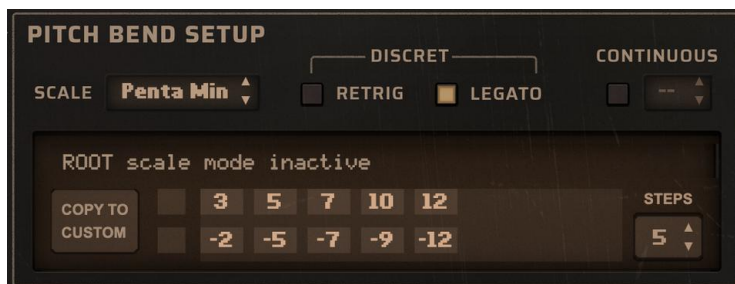 PITCH BEND SETUP
DISCRET
CONTINUOUS
SCALE Penta Min RETRIG LEGATO --
ROOT scale mode inactive
COPY TO CUSTOM
3 5 7 10 12
-2 -5 -7 -9 -12
STEPS
5